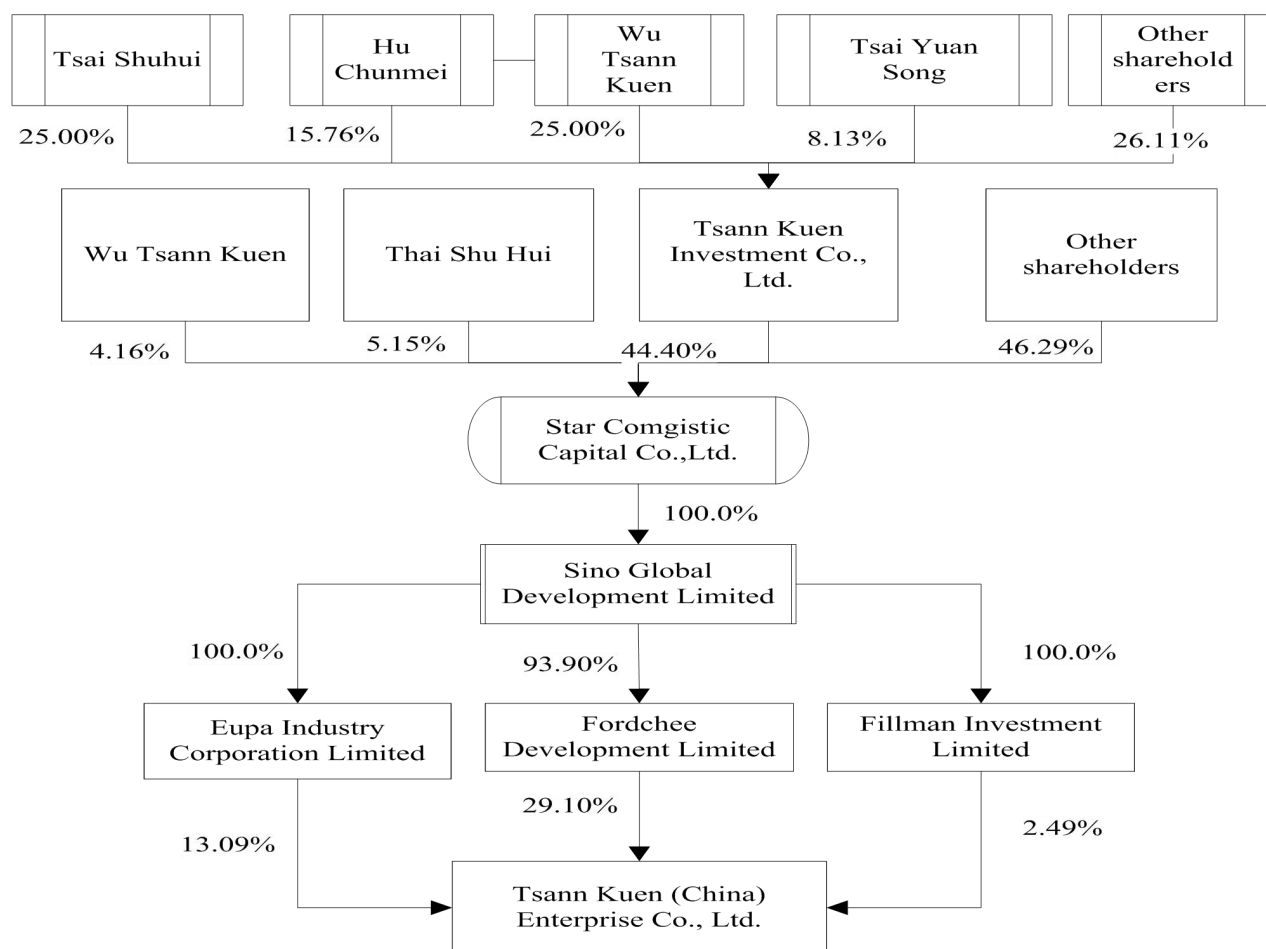 Tsai Shuhui
Hu
Chunmei
Wu
Tsann
Kuen
Tsai Yuan
Song
Other
sharehold
ers
25.00%
15.76%
25.00%
8.13%
26.11%
Wu Tsann Kuen
Thai Shu Hui
Tsann Kuen
Investment Co.,
Ltd.
Other
shareholders
4.16%
5.15%
44.40%
46.29%
Star Comgistic
Capital Co.,Ltd.
100.0%
Sino Global
Development Limited
100.0%
93.90%
100.0%
Eupa Industry
Corporation Limited
Fordchee
Development Limited
Fillman Investment
Limited
13.09%
29.10%
2.49%
Tsann Kuen (China)
Enterprise Co., Ltd.